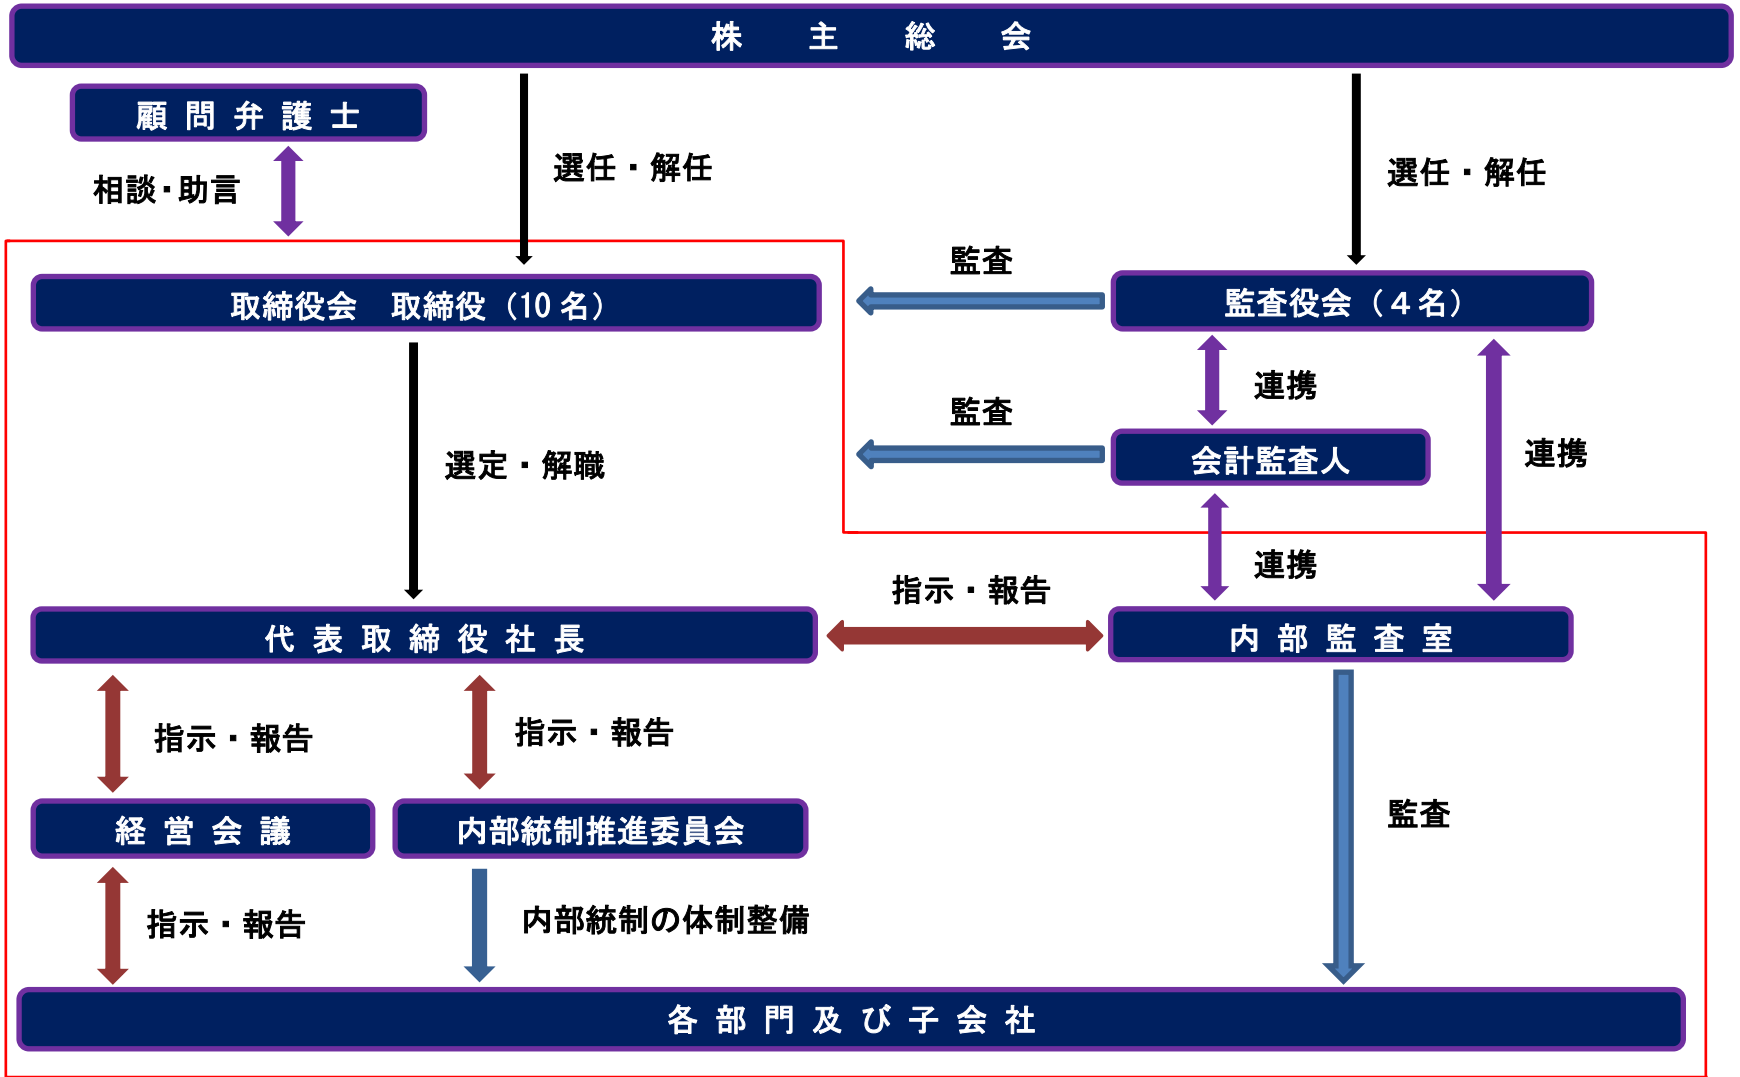 株 主 総 会
顧 問 弁 護 士
相談・助言
選任・解任
選任・解任
監査
取締役会　取締役（10 名）
監査役会（４名）
連携
監査
会計監査人
連携
選定・解職
連携
指示・報告
代 表 取 締 役 社 長
内 部 監 査 室
指示・報告
指示・報告
監査
経 営 会 議
内部統制推進委員会
指示・報告
内部統制の体制整備
各 部 門 及 び 子 会 社